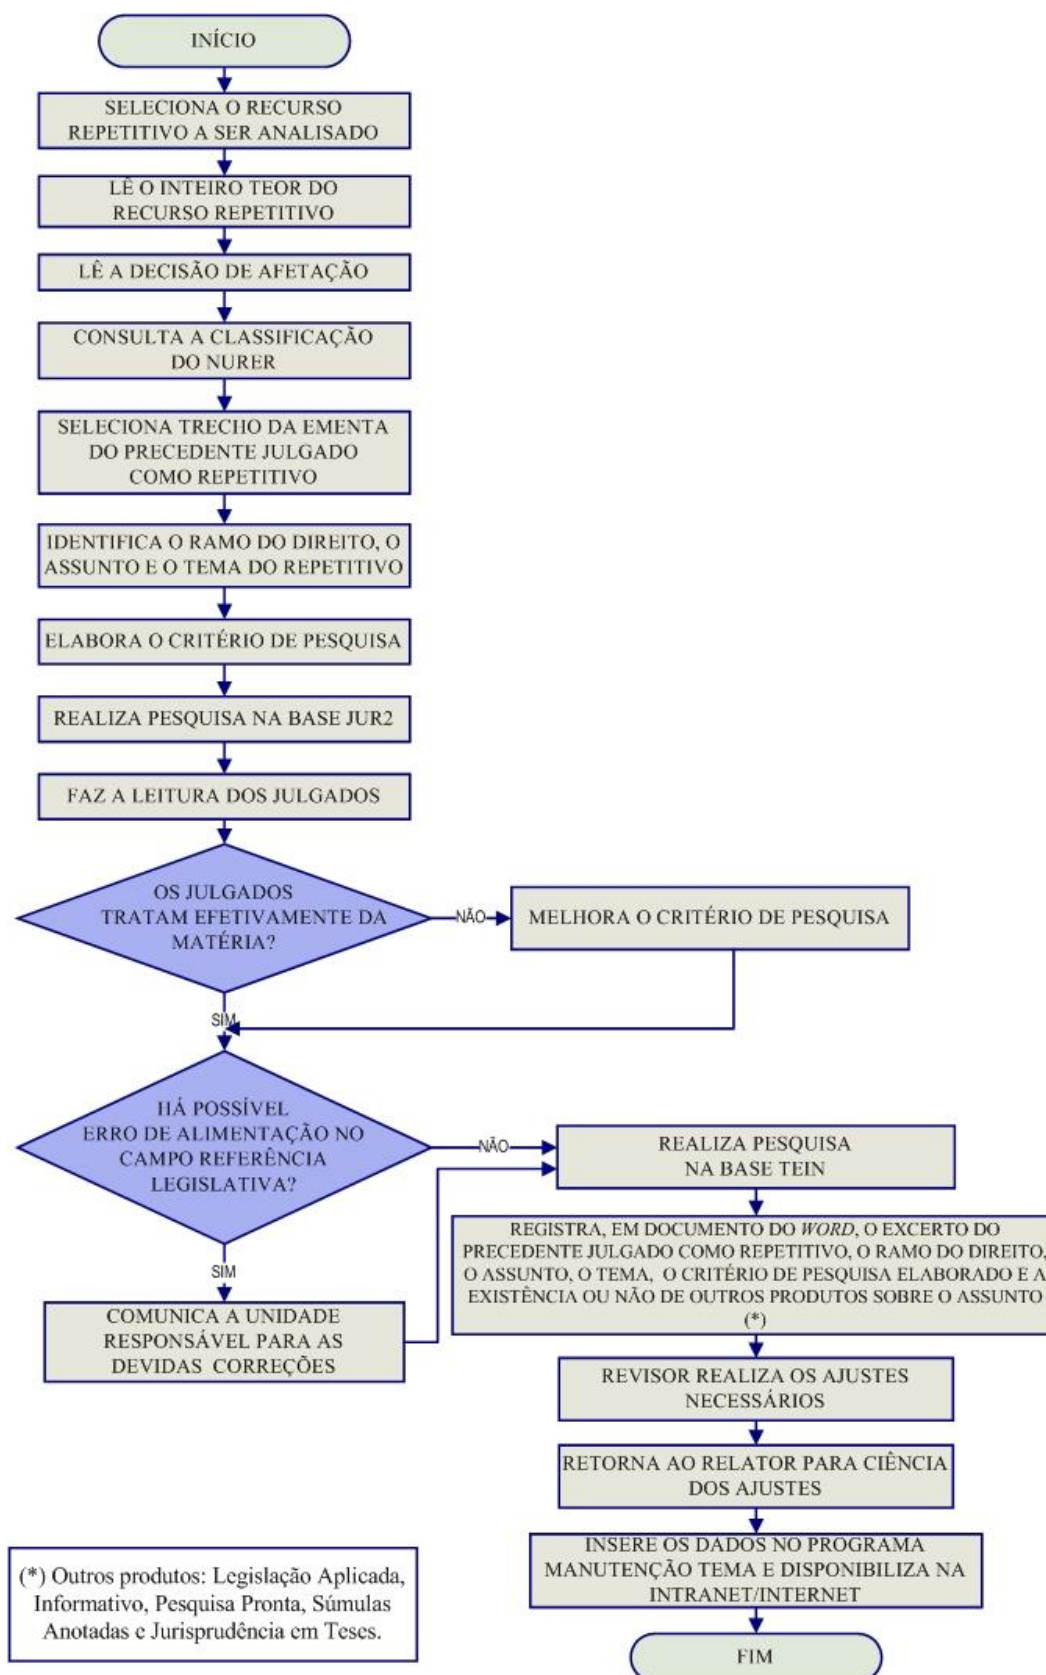 INÍCIO
SELECIONA O RECURSO
REPETITIVO A SER ANALISADO
LÊ O INTEIRO TEOR DO
RECURSO REPETITIVO
LÊ A DECISÃO DE AFETAÇÃO
CONSULTA A CLASSIFICAÇÃO
DO NURER
SELECIONA TRECHO DA EMENTA
DO PRECEDENTE JULGADO
COMO REPETITIVO
IDENTIFICA O RAMO DO DIREITO, O
ASSUNTO E O TEMA DO REPETITIVO
ELABORA O CRITÉRIO DE PESQUISA
REALIZA PESQUISA NA BASE JUR2
FAZ A LEITURA DOS JULGADOS
OS JULGADOS
TRATAM EFETIVAMENTE DA
MATÉRIA?
NÃO
MELHORA O CRITÉRIO DE PESQUISA
SIM
HÁ POSSÍVEL
ERRO DE ALIMENTAÇÃO NO
CAMPO REFERÊNCIA
LEGISLATIVA?
NÃO
REALIZA PESQUISA
NA BASE TEIN
SIM
COMUNICA A UNIDADE
RESPONSÁVEL PARA AS
DEVIDAS CORREÇÕES
REGISTRA, EM DOCUMENTO DO WORD, O EXCERTO DO
PRECEDENTE JULGADO COMO REPETITIVO, O RAMO DO DIREITO,
O ASSUNTO, O TEMA, O CRITÉRIO DE PESQUISA ELABORADO E A
EXISTÊNCIA OU NÃO DE OUTROS PRODUTOS SOBRE O ASSUNTO
(*)
REVISOR REALIZA OS AJUSTES
NECESSÁRIOS
RETORNA AO RELATOR PARA CIÊNCIA
DOS AJUSTES
INSERE OS DADOS NO PROGRAMA
MANUTENÇÃO TEMA E DISPONIBILIZA NA
INTRANET/INTERNET
FIM
(*) Outros produtos: Legislação Aplicada,
Informativo, Pesquisa Pronta, Súmulas
Anotadas e Jurisprudência em Teses.